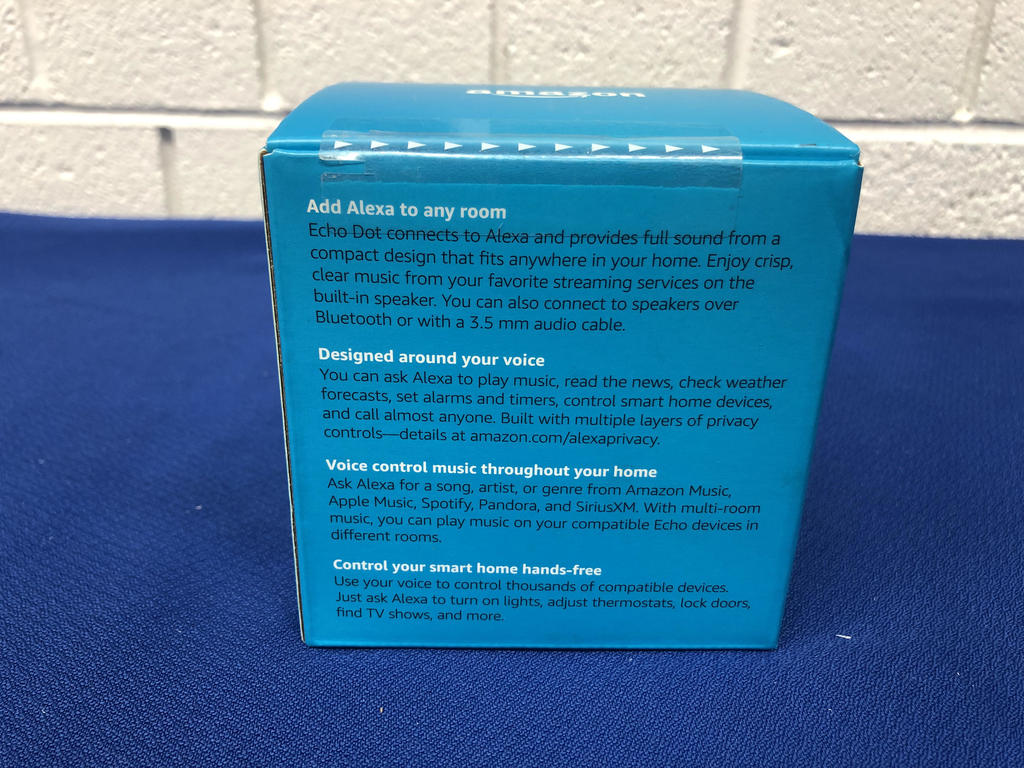 amazon
Add Alexa to any room
Echo Dot connects to Alexa and provides full sound from a
compact design that fits anywhere in your home. Enjoy crisp,
clear music from your favorite streaming services on the
built-in speaker. You can also connect to speakers over
Bluetooth or with a 3.5 mm audio cable.
Designed around your voice
You can ask Alexa to play music, read the news, check weather
forecasts, set alarms and timers, control smart home devices,
and call almost anyone. Built with multiple layers of privacy
controls—details at amazon.com/alexaprivacy.
Voice control music throughout your home
Ask Alexa for a song, artist, or genre from Amazon Music,
Apple Music, Spotify, Pandora, and SiriusXM. With multi-room
music, you can play music on your compatible Echo devices in
different rooms.
Control your smart home hands-free
Use your voice to control thousands of compatible devices.
Just ask Alexa to turn on lights, adjust thermostats, lock doors,
find TV shows, and more.